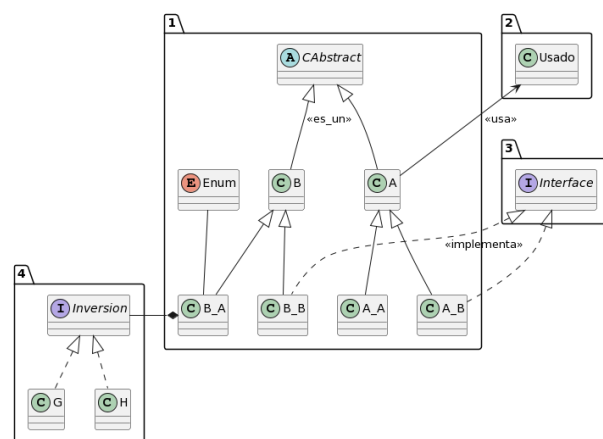 1
2
A CAbstract
C Usado
«es_un»
«usa»
3
E Enum
C B
C A
I Interface
«implementa»
4
I Inversion
C B_A
C B_B
C A_A
C A_B
C G
C H